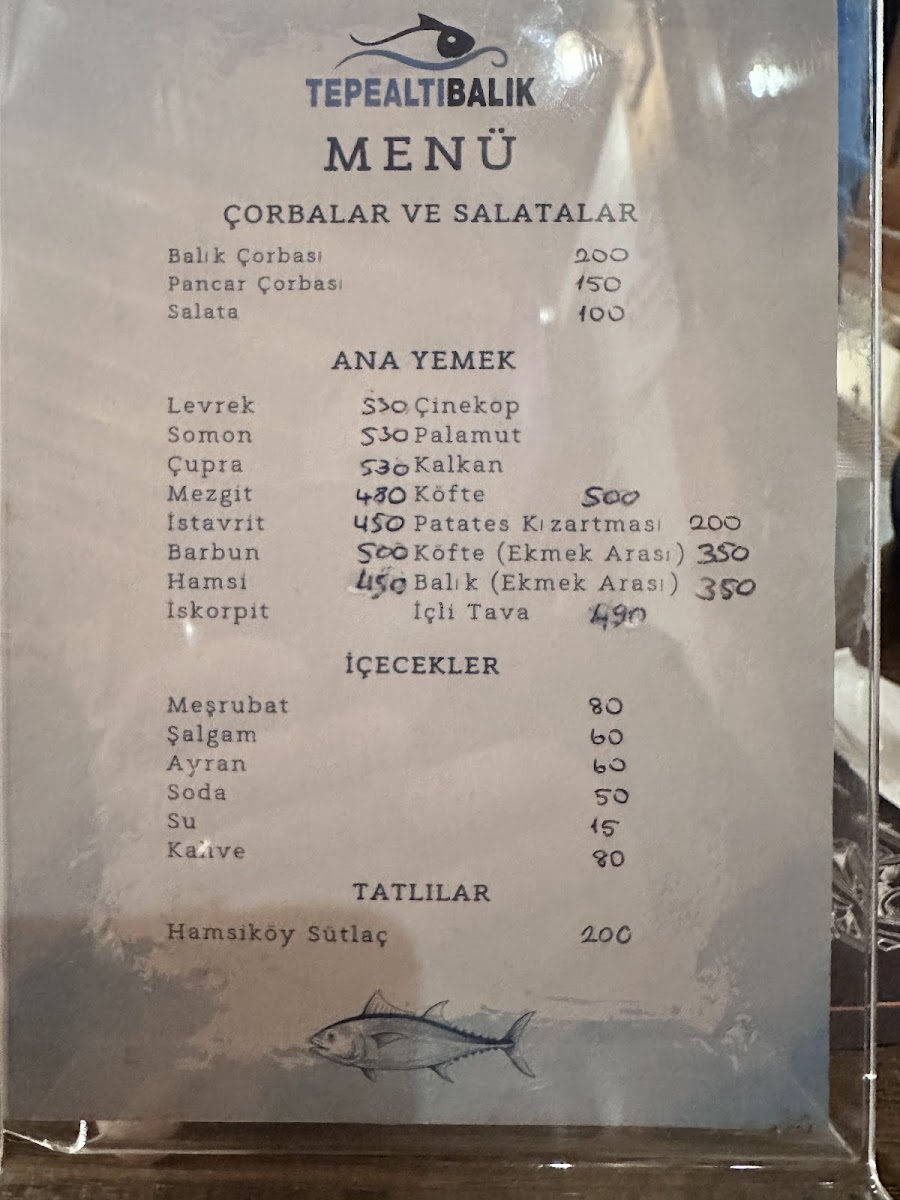 TEPEALTIBALIK
MENÜ
ÇORBALAR VE SALATALAR
Balık Çorbası 200
Pancar Çorbası 150
Salata 100
ANA YEMEK
Levrek 530 Çinekop
Somon 530 Palamut
Çupra 530 Kalkan
Mezgit 480 Köfte 500
İstavrit 450 Patates Kızartması 200
Barbun 500 Köfte (Ekmek Arası) 350
Hamsi 450 Balık (Ekmek Arası) 350
İskorpit İçli Tava 490
İÇECEKLER
Meşrubat 80
Şalgam 60
Ayran 60
Soda 50
Su 15
Kahve 80
TATLILAR
Hamsiköy Sütlaç 200